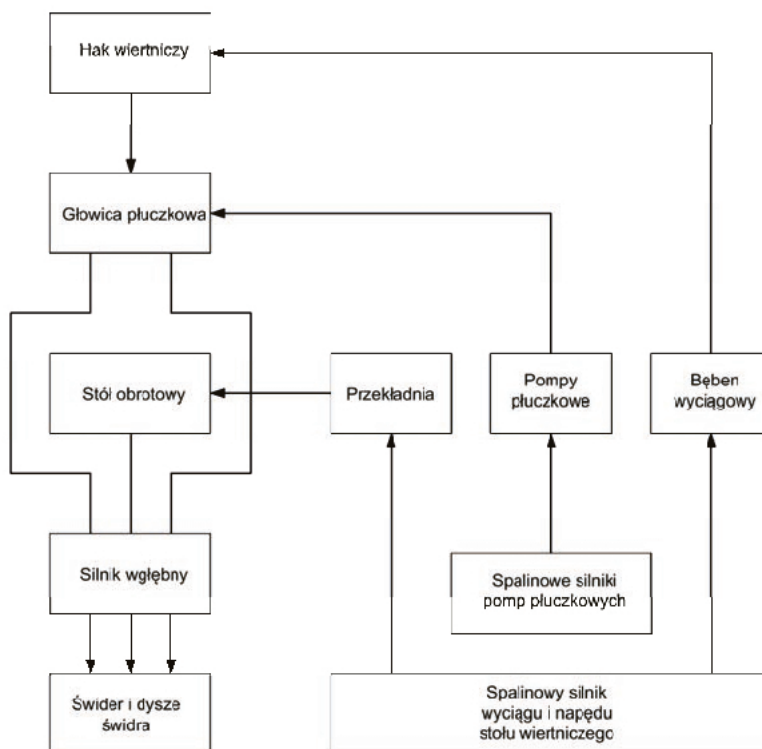 Hak wiertniczy
Głowica płuczkowa
Stół obrotowy
Przekładnia
Pompy
płuczkowe
Bęben
wyciągowy
Silnik wgłębny
Spalinowe silniki
pomp płuczkowych
Świder i dysze
świdra
Spalinowy silnik
wyciągu i napędu
stołu wiertniczego